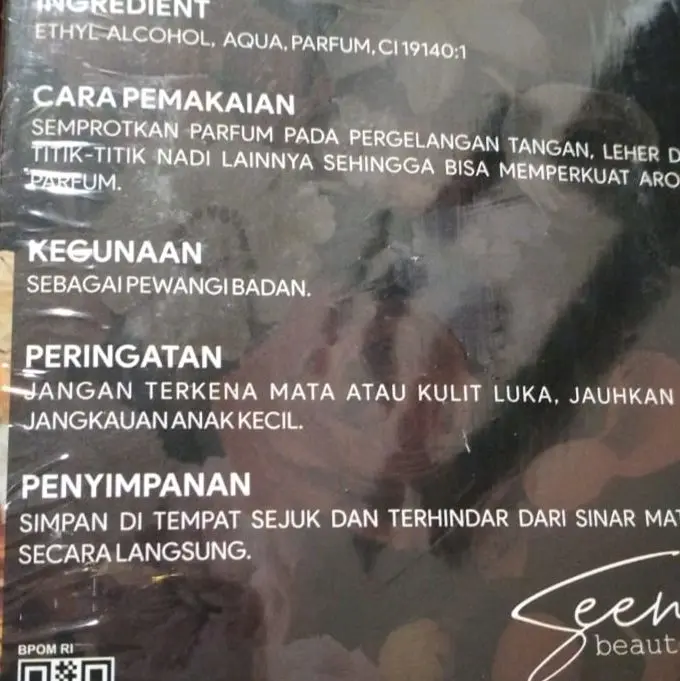 INGREDIENT
ETHYL ALCOHOL, AQUA, PARFUM, CI 19140:1
CARA PEMAKAIAN
SEMPROTKAN PARFUM PADA PERGELANGAN TANGAN, LEHER D
TITIK-TITIK NADI LAINNYA SEHINGGA BISA MEMPERKUAT ARO
PARFUM.
KEGUNAAN
SEBAGAI PEWANGI BADAN.
PERINGATAN
JANGAN TERKENA MATA ATAU KULIT LUKA, JAUHKAN
JANGKAUAN ANAK KECIL.
PENYIMPANAN
SIMPAN DI TEMPAT SEJUK DAN TERHINDAR DARI SINAR MAT
SECARA LANGSUNG.
Seen
beaut
BPOM RI